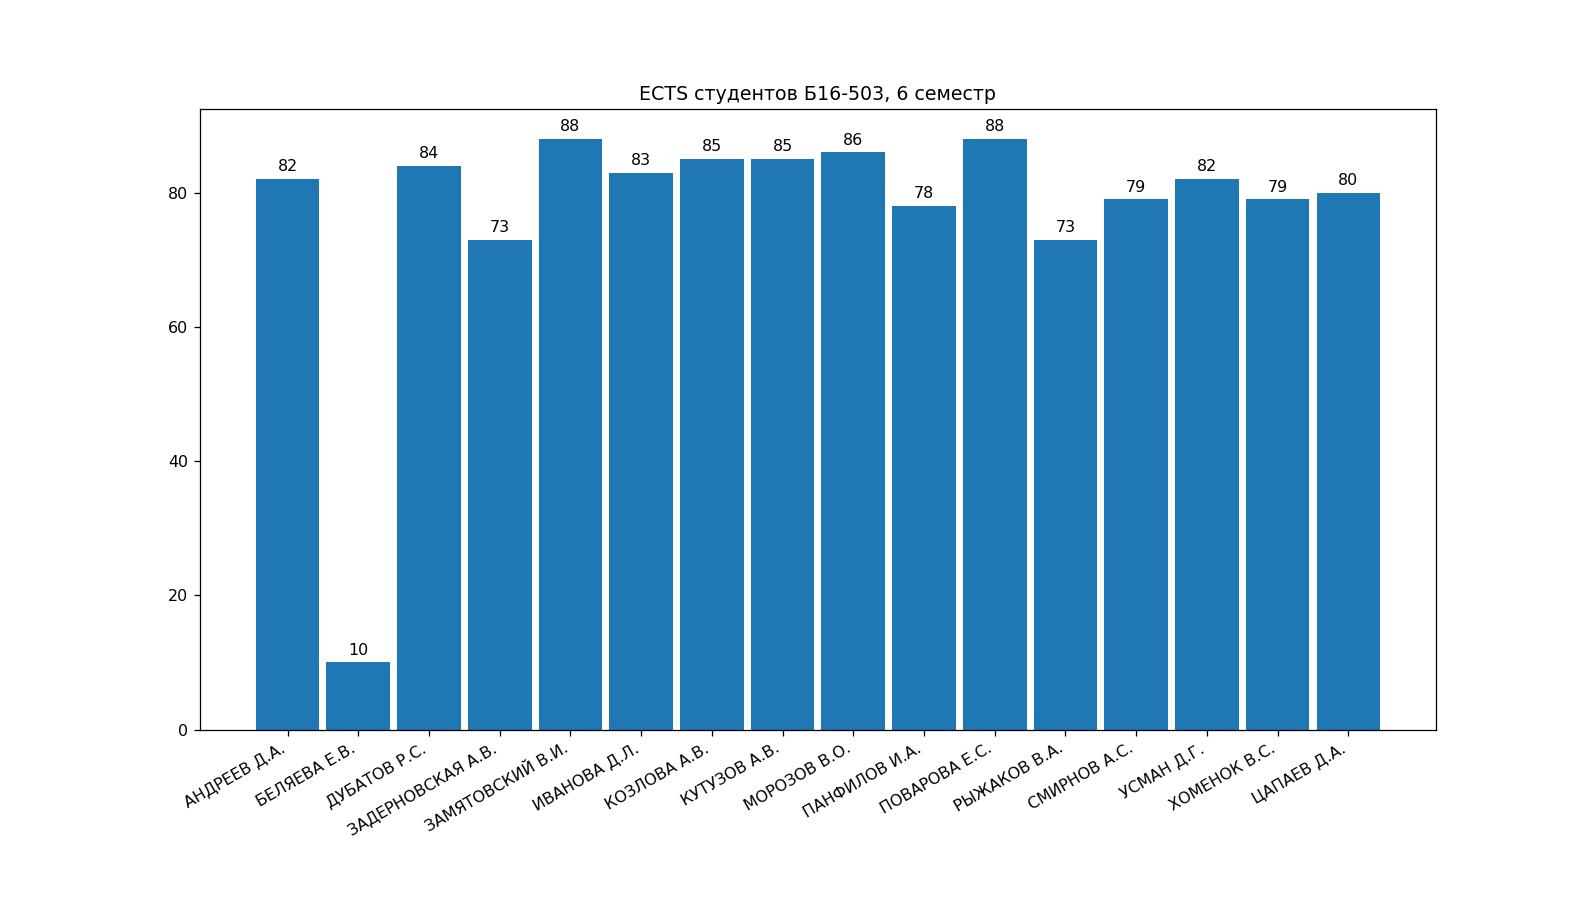 ECTS студентов Б16-503, 6 семестр
88
88
86
85
85
84
83
82
82
80
80
79
79
78
73
73
60
40
20
10
0
АНДРЕЕВ Д.А.
БЕЛЯЕВА Е.В.
ДУБАТОВ Р.С.
ЗАДЕРНОВСКАЯ А.В.
ЗАМЯТОВСКИЙ В.И.
ИВАНОВА Д.Л.
КОЗЛОВА А.В.
КУТУЗОВ А.В.
МОРОЗОВ В.О.
ПАНФИЛОВ И.А.
ПОВАРОВА Е.С.
РЫЖАКОВ В.А.
СМИРНОВ А.С.
УСМАН Д.Г.
ХОМЕНОК В.С.
ЦАПАЕВ Д.А.